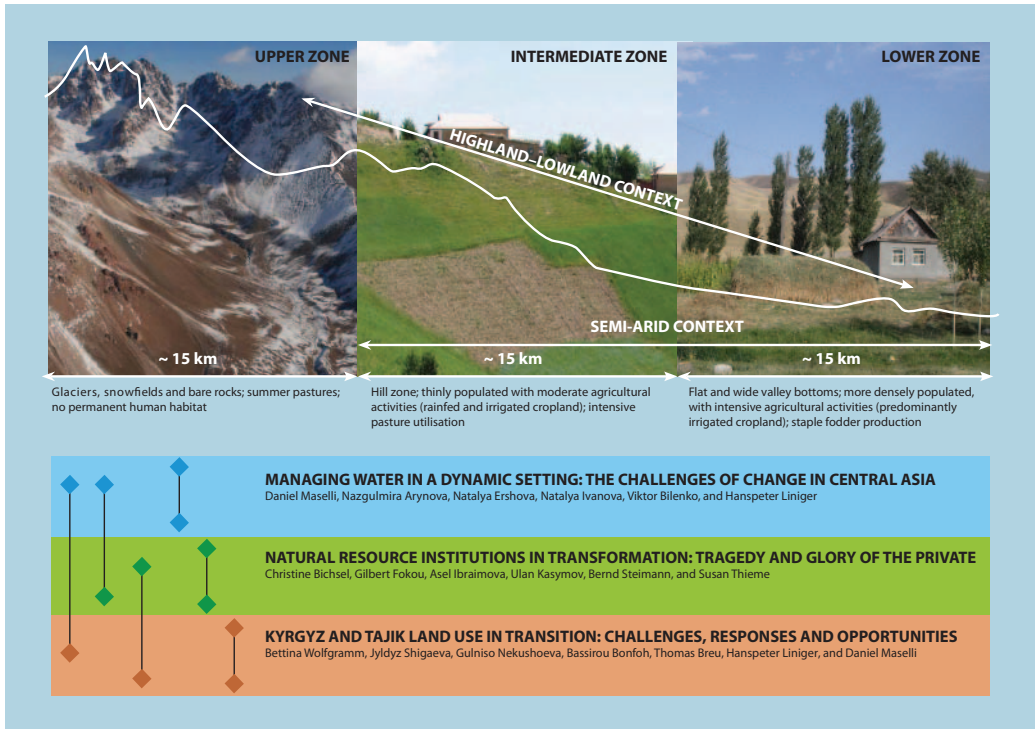 UPPER ZONE
INTERMEDIATE ZONE
LOWER ZONE
HIGHLAND–LOWLAND CONTEXT
SEMI-ARID CONTEXT
~ 15 km
~ 15 km
~ 15 km
Glaciers, snowfields and bare rocks; summer pastures;
no permanent human habitat
Hill zone; thinly populated with moderate agricultural
activities (rainfed and irrigated cropland); intensive
pasture utilisation
Flat and wide valley bottoms; more densely populated,
with intensive agricultural activities (predominantly
irrigated cropland); staple fodder production
MANAGING WATER IN A DYNAMIC SETTING: THE CHALLENGES OF CHANGE IN CENTRAL ASIA
Daniel Maselli, Nazgulmira Arynova, Natalya Ershova, Natalya Ivanova, Viktor Bilenko, and Hanspeter Liniger
NATURAL RESOURCE INSTITUTIONS IN TRANSFORMATION: TRAGEDY AND GLORY OF THE PRIVATE
Christine Bichsel, Gilbert Fokou, Asel Ibraimova, Ulan Kasymov, Bernd Steimann, and Susan Thieme
KYRGYZ AND TAJIK LAND USE IN TRANSITION: CHALLENGES, RESPONSES AND OPPORTUNITIES
Bettina Wolfgramm, Jyldyz Shigaeva, Gulniso Nekushoeva, Bassirou Bonfoh, Thomas Breu, Hanspeter Liniger, and Daniel Maselli